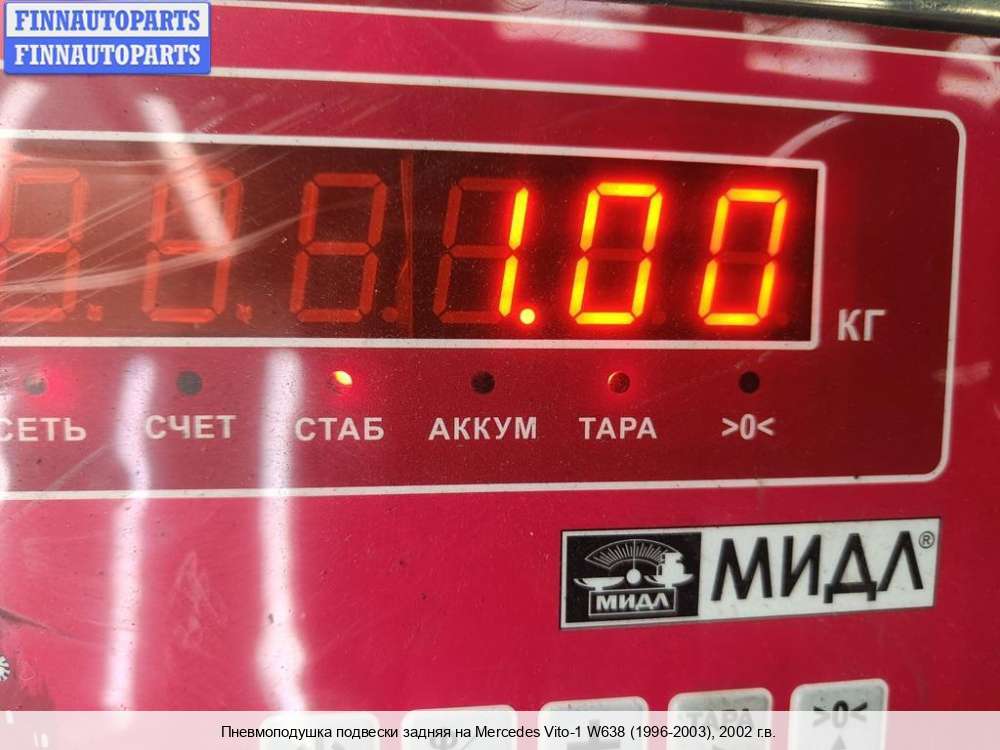 FINNAUTOPARTS
FINNAUTOPARTS
1.00
КГ
СЕТЬ СЧЕТ СТАБ АККУМ ТАРА >0<
МИДЛ МИДЛ®
ТАРА >0<
Пневмоподушка подвески задняя на Mercedes Vito-1 W638 (1996-2003), 2002 г.в.